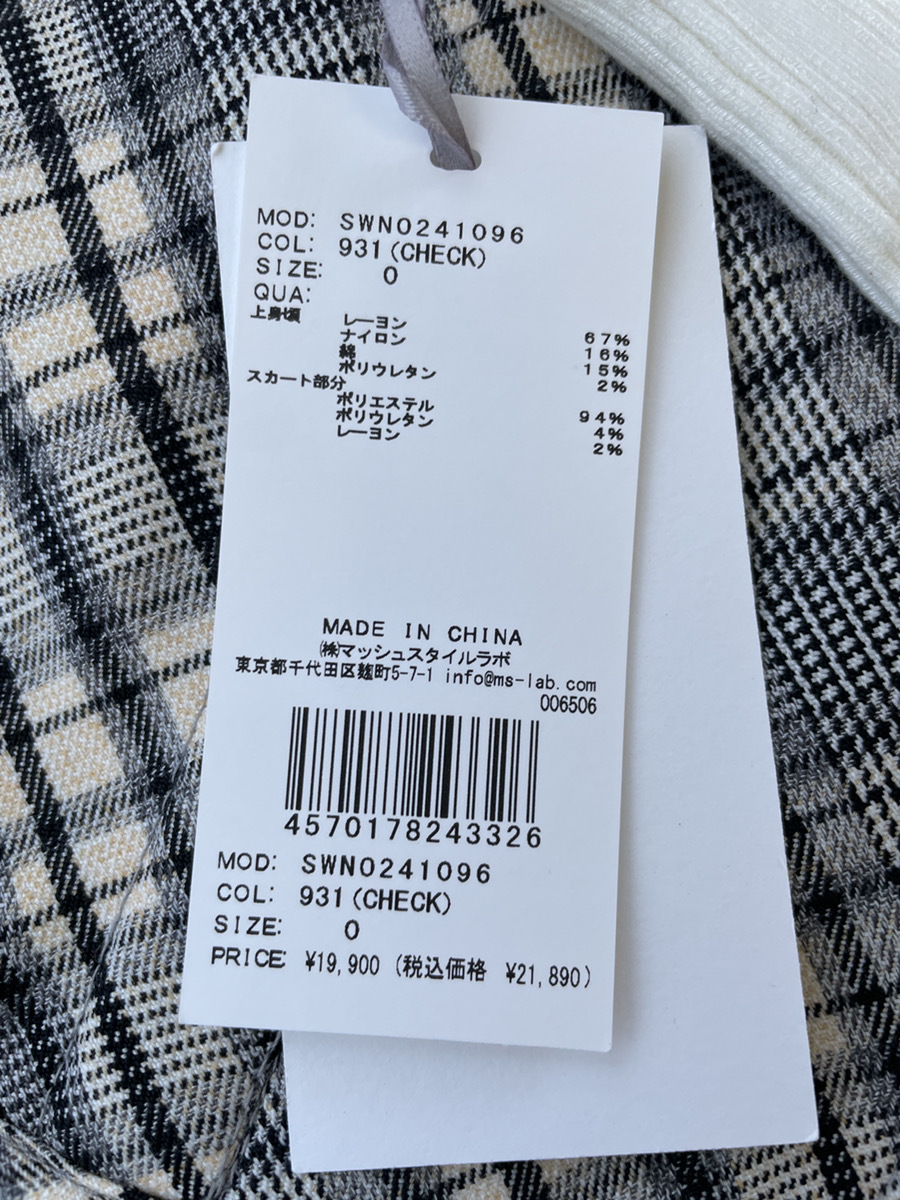 MOD: SWNO241096
COL: 931(CHECK)
SIZE: 0
QUA:
上身頃
レーヨン 67%
ナイロン 16%
綿 15%
ポリウレタン 2%
スカート部分
ポリエステル 94%
ポリウレタン 4%
レーヨン 2%
MADE IN CHINA
㈱マッシュスタイルラボ
東京都千代田区麹町5-7-1 info@ms-lab.com
006506
4570178243326
MOD: SWNO241096
COL: 931(CHECK)
SIZE: 0
PRICE: ¥19,900 (税込価格 ¥21,890)